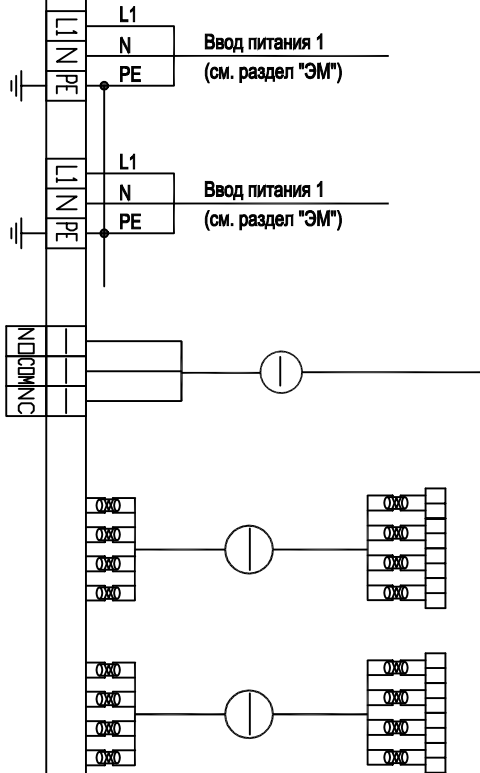 L1
L1
N
N
Ввод питания 1
(см. раздел "ЭМ")
PE
PE
L1
L1
N
N
Ввод питания 1
(см. раздел "ЭМ")
PE
PE
NO
COM
NC